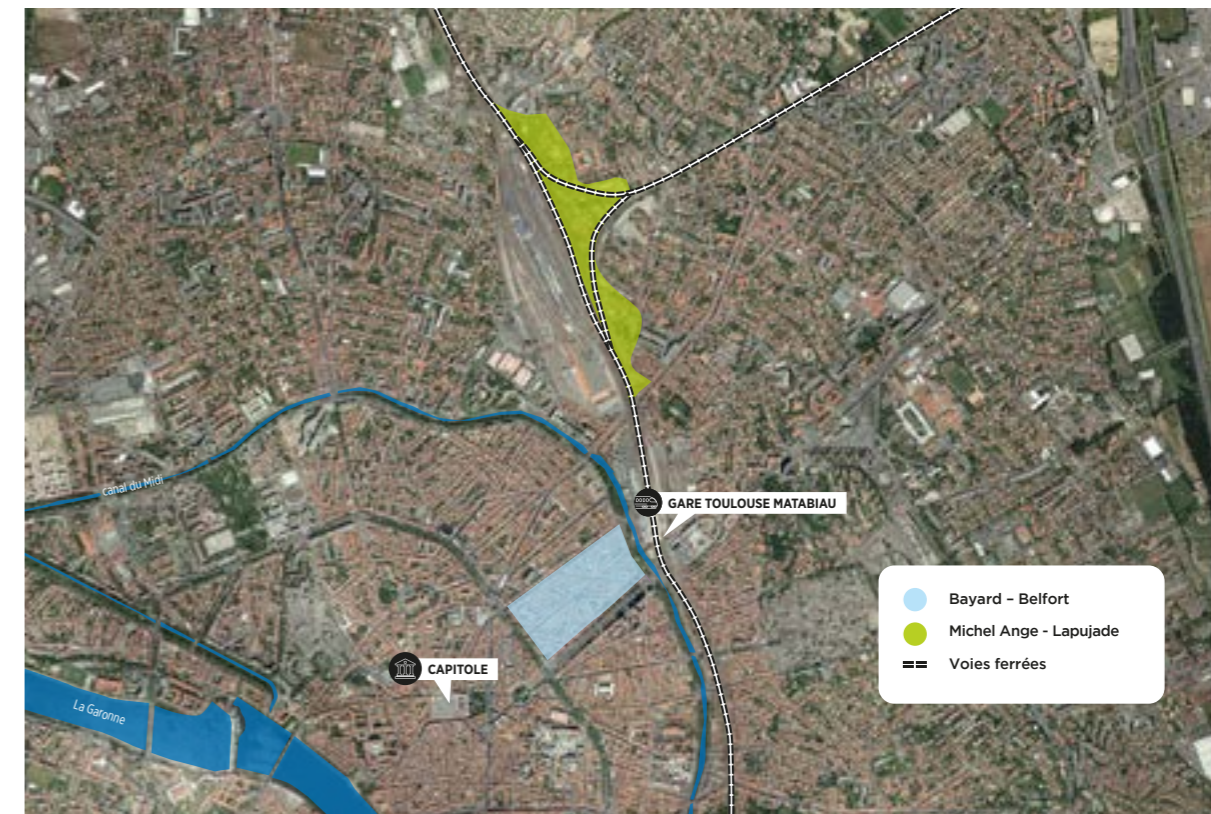 Canal du Midi
GARE TOULOUSE MATABIAU
CAPITOLE
La Garonne
Bayard – Belfort
Michel Ange - Lapujade
Voies ferrées